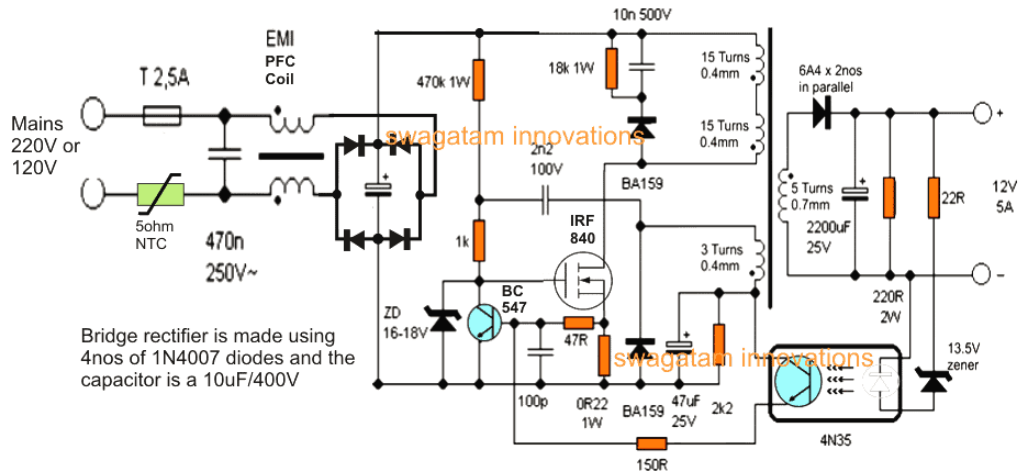 10n 500V
EMI
PFC
Coil
T 2,5A
470k 1W
18k 1W
15 Turns
0.4mm
6A4 x 2nos
in parallel
+
Mains
220V or
120V
swagatam innovations
+
15 Turns
0.4mm
2n2
100V
BA159
5 Turns
0.7mm
+
22R
12V
5A
5ohm
NTC
470n
250V~
1k
IRF
840
3 Turns
0.4mm
2200uF
25V
-
BC
547
ZD
16-18V
220R
2W
47R
+
swagatam innovations
13.5V
zener
Bridge rectifier is made using
4nos of 1N4007 diodes and the
capacitor is a 10uF/400V
100p
0R22
1W
BA159
47uF
25V
2k2
4N35
150R